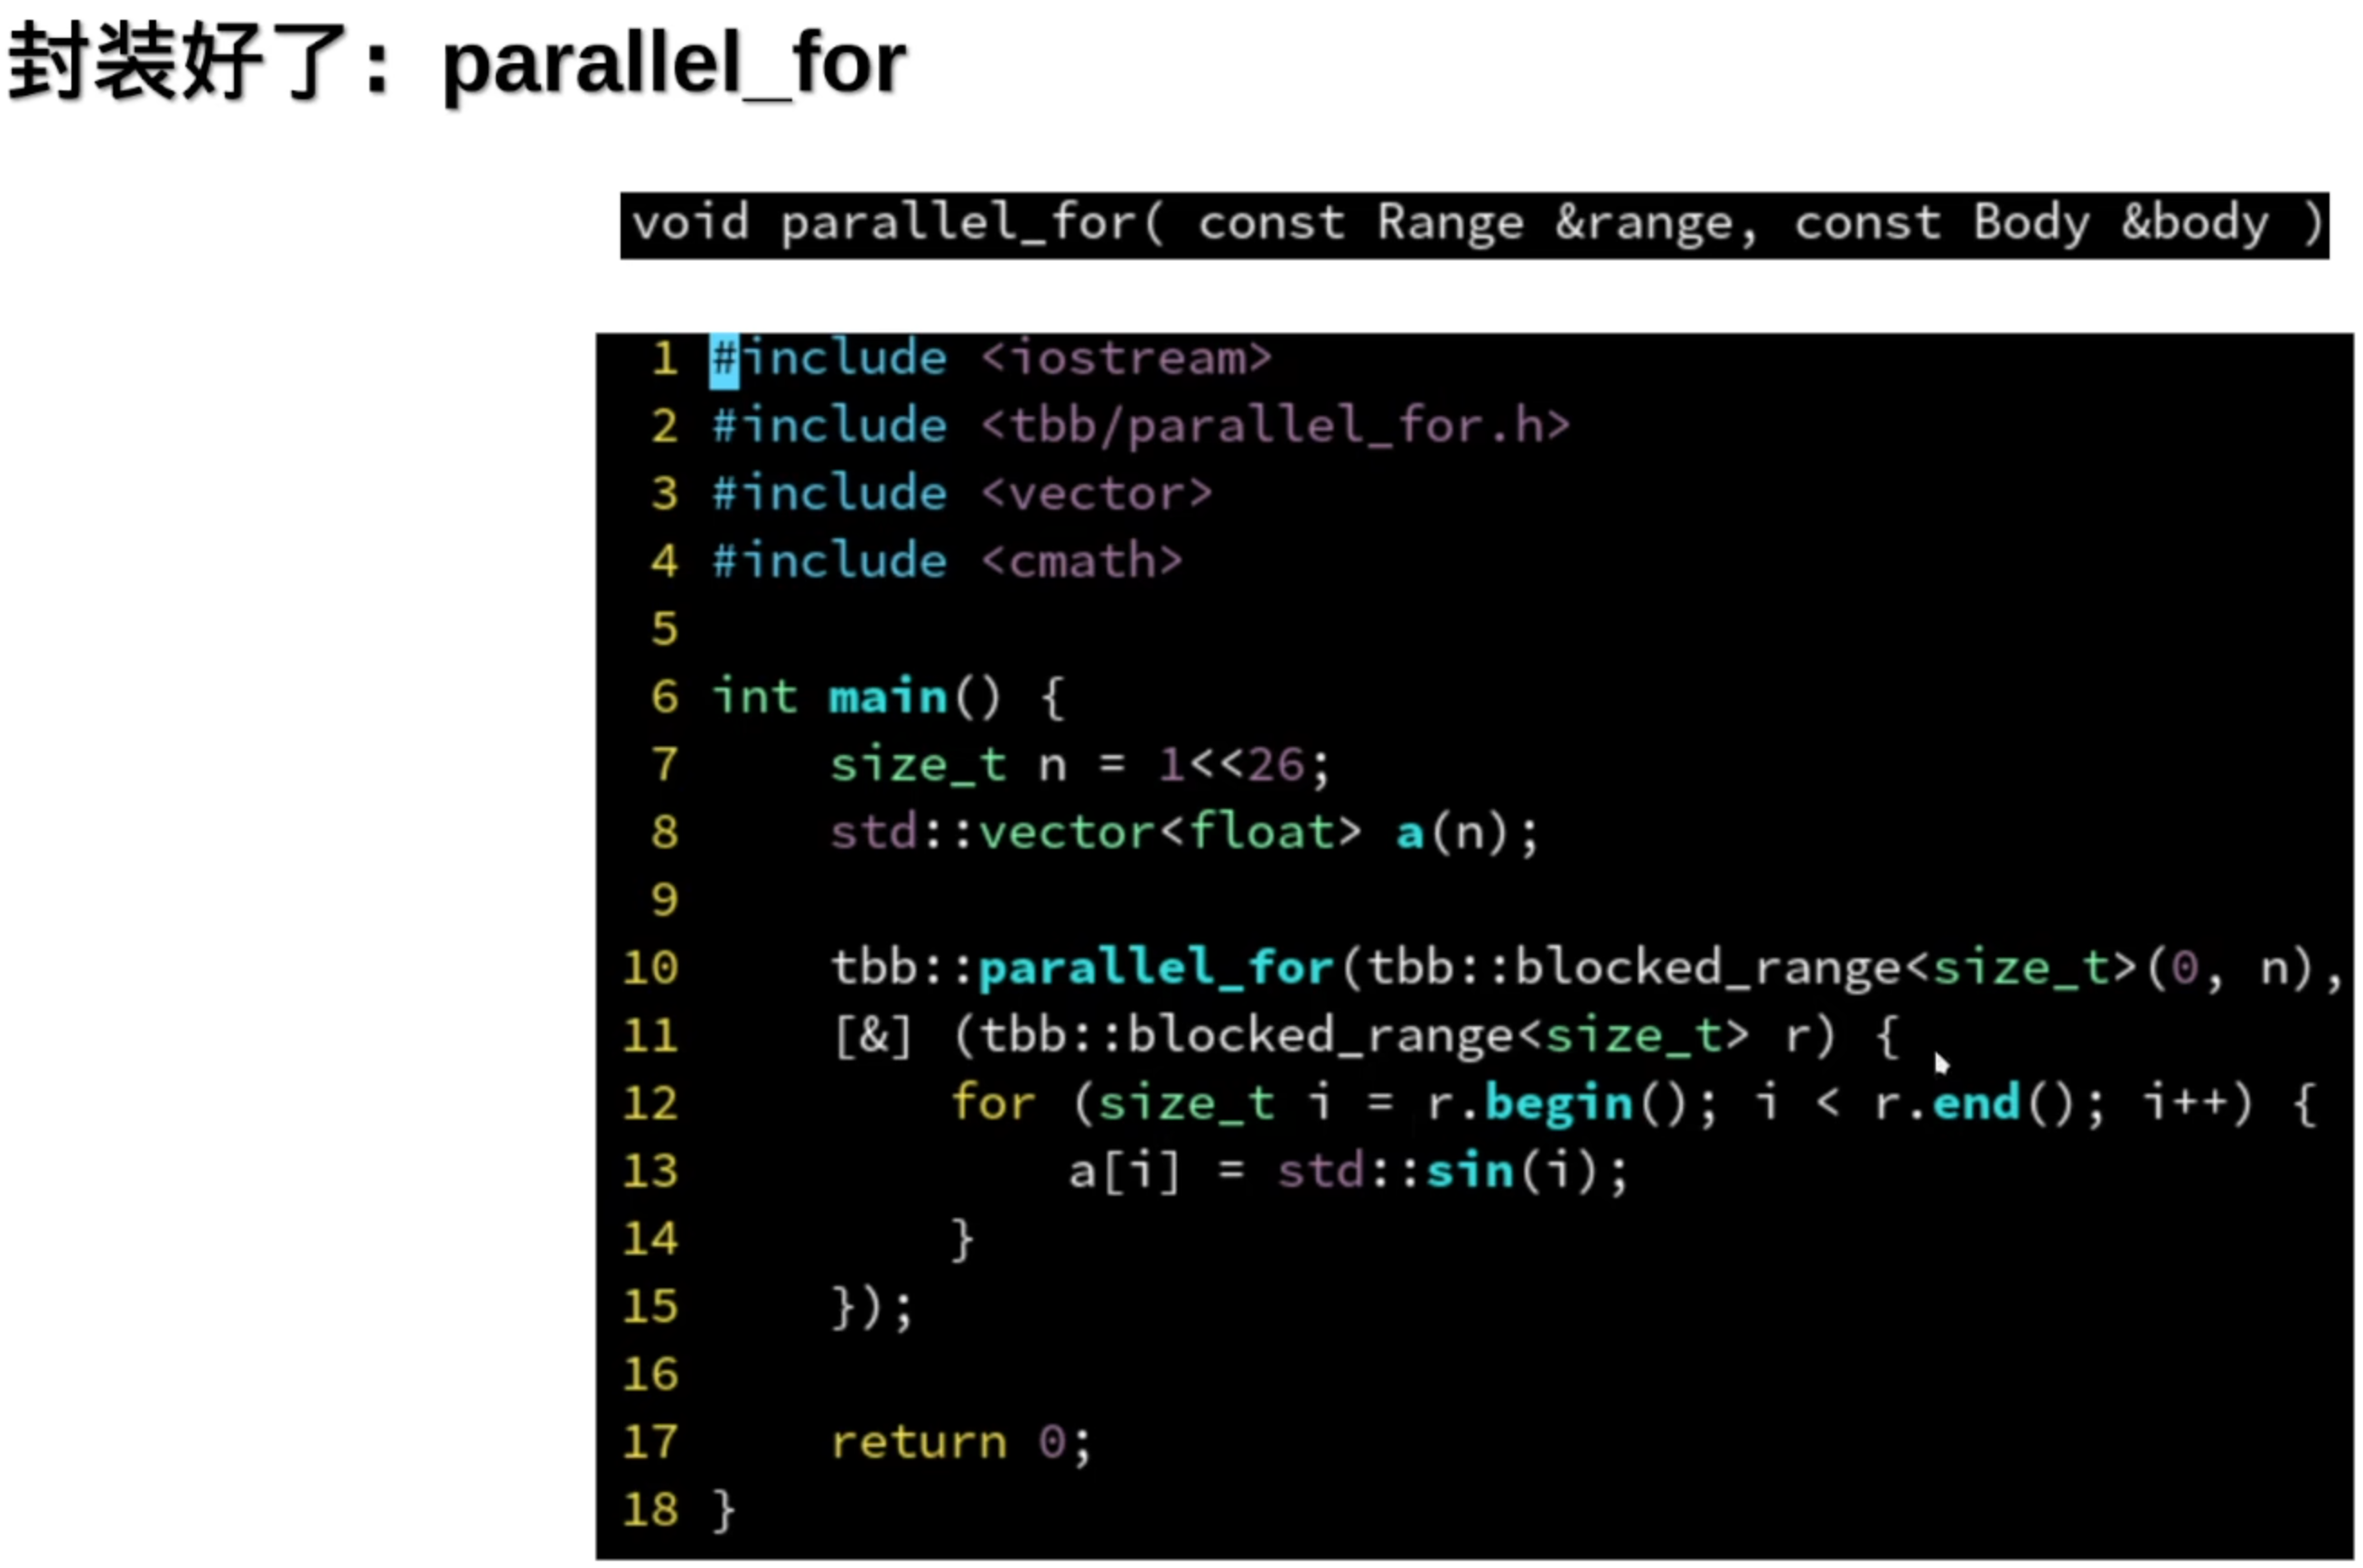 封装好了：parallel_for
void parallel_for( const Range &range, const Body &body )
1 #include <iostream>
2 #include <tbb/parallel_for.h>
3 #include <vector>
4 #include <cmath>
5
6 int main() {
7     size_t n = 1<<26;
8     std::vector<float> a(n);
9
10     tbb::parallel_for(tbb::blocked_range<size_t>(0, n),
11     [&] (tbb::blocked_range<size_t> r) {
12         for (size_t i = r.begin(); i < r.end(); i++) {
13             a[i] = std::sin(i);
14         }
15     });
16
17     return 0;
18 }